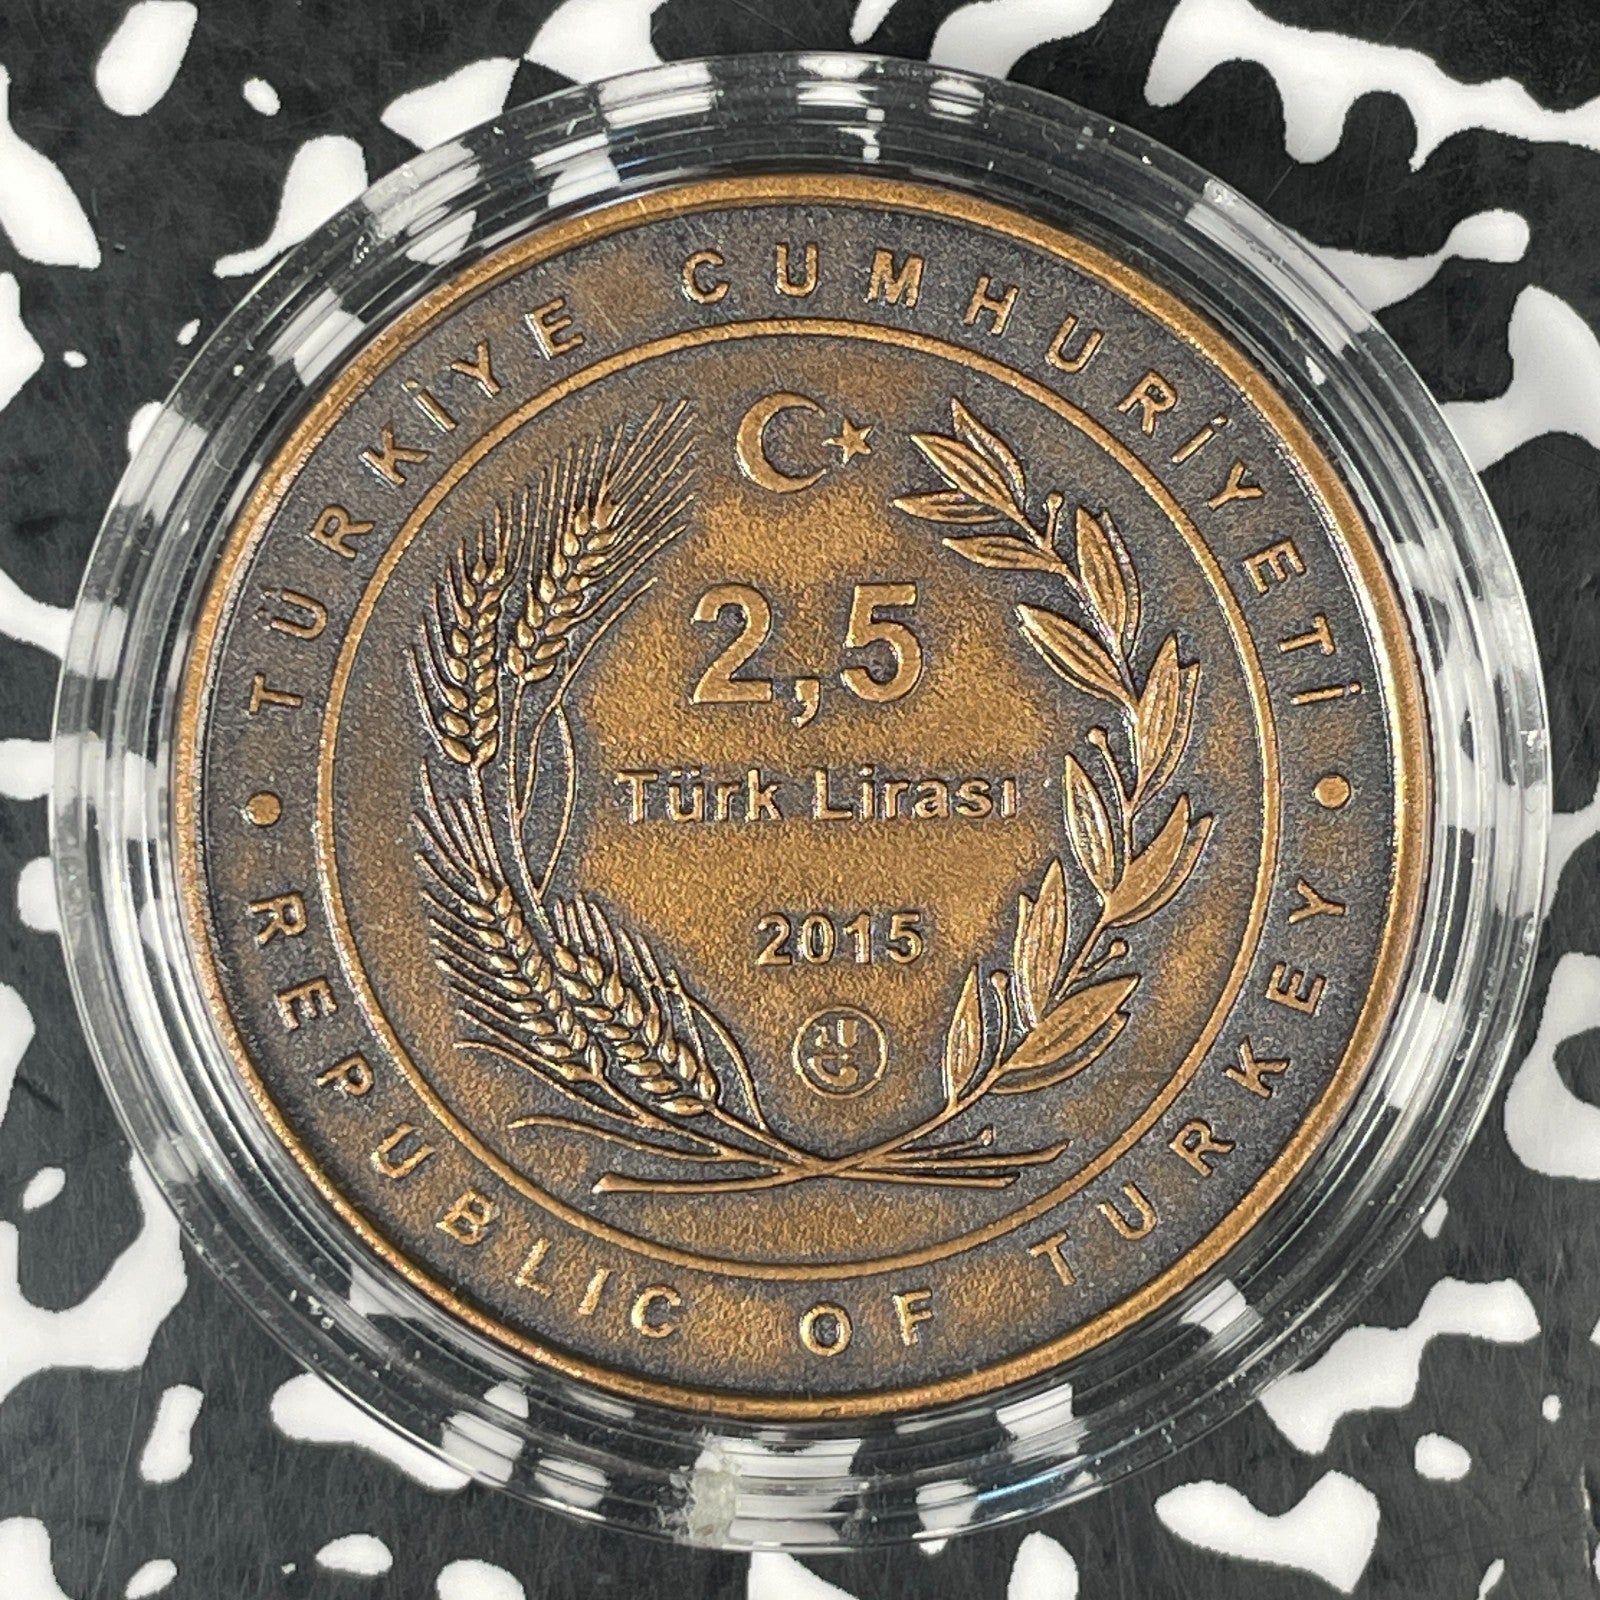 TÜRKİYE CUMHURİYETİ
2,5
Türk Lirası
2015
REPUBLIC OF TURKEY